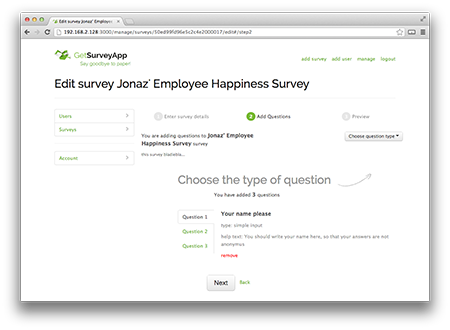 Edit survey Jonaz' Employee
192.168.2.128:3000/manage/surveys/50ed99fd96e5c2c4e2000017/edit#/step2
GetSurveyApp
Say goodbye to paper!
add survey add user manage logout
Edit survey Jonaz' Employee Happiness Survey
Users
Surveys
Account
1 Enter survey details
2 Add Questions
3 Preview
You are adding questions to Jonaz' Employee
Happiness Survey survey
Choose question type
this survey blablabla...
Choose the type of question
You have added 3 questions
Question 1
Question 2
Question 3
Your name please
type: simple input
help text: You should write your name here, so that your answers are not
anonymus
remove
Next Back